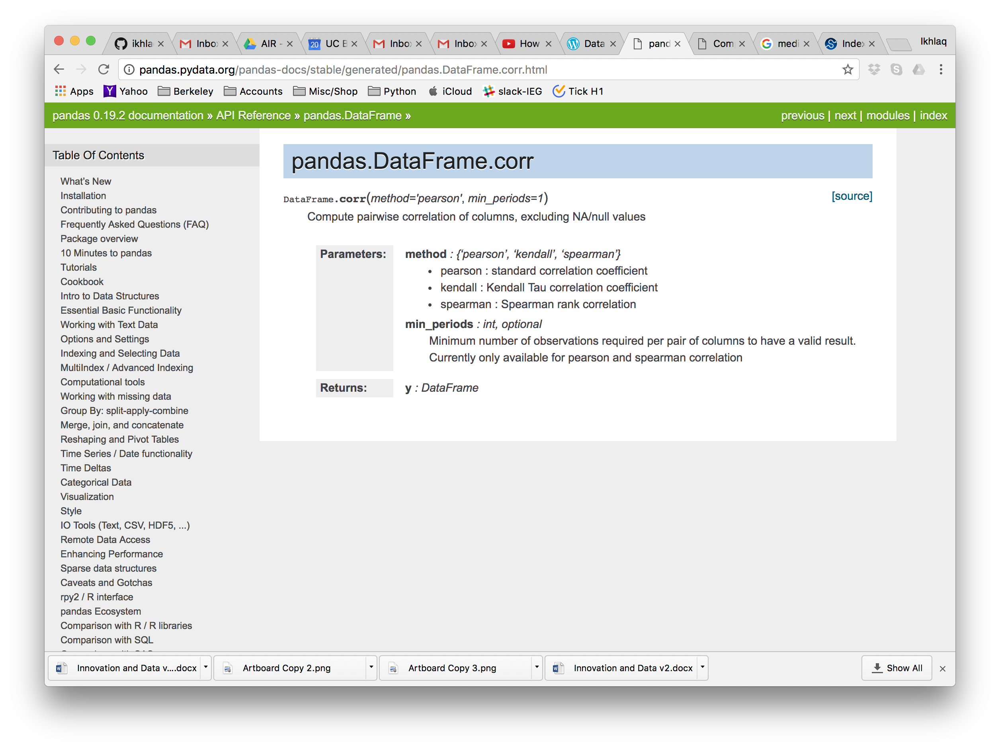 ikhla
Inbo
AIR -
20
UC B
Inbo
Inbo
How
Data
pand
Com
medi
Index
Ikhlaq
pandas.pydata.org/pandas-docs/stable/generated/pandas.DataFrame.corr.html
Apps
Yahoo
Berkeley
Accounts
Misc/Shop
Python
iCloud
slack-IEG
Tick H1
pandas 0.19.2 documentation » API Reference » pandas.DataFrame »
previous | next | modules | index
Table Of Contents
What's New
Installation
Contributing to pandas
Frequently Asked Questions (FAQ)
Package overview
10 Minutes to pandas
Tutorials
Cookbook
Intro to Data Structures
Essential Basic Functionality
Working with Text Data
Options and Settings
Indexing and Selecting Data
MultiIndex / Advanced Indexing
Computational tools
Working with missing data
Group By: split-apply-combine
Merge, join, and concatenate
Reshaping and Pivot Tables
Time Series / Date functionality
Time Deltas
Categorical Data
Visualization
Style
IO Tools (Text, CSV, HDF5, ...)
Remote Data Access
Enhancing Performance
Sparse data structures
Caveats and Gotchas
rpy2 / R interface
pandas Ecosystem
Comparison with R / R libraries
Comparison with SQL
pandas.DataFrame.corr
DataFrame.corr(method='pearson', min_periods=1)
[source]
Compute pairwise correlation of columns, excluding NA/null values
Parameters:
method : {‘pearson’, ‘kendall’, ‘spearman’}
• pearson : standard correlation coefficient
• kendall : Kendall Tau correlation coefficient
• spearman : Spearman rank correlation
min_periods : int, optional
Minimum number of observations required per pair of columns to have a valid result.
Currently only available for pearson and spearman correlation
Returns:
y : DataFrame
Innovation and Data v....docx
Artboard Copy 2.png
Artboard Copy 3.png
Innovation and Data v2.docx
Show All